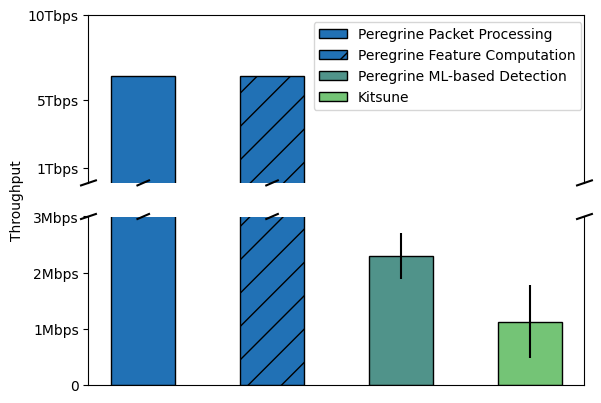 10Tbps
5Tbps
1Tbps
3Mbps
2Mbps
1Mbps
0
Throughput
Peregrine Packet Processing
Peregrine Feature Computation
Peregrine ML-based Detection
Kitsune